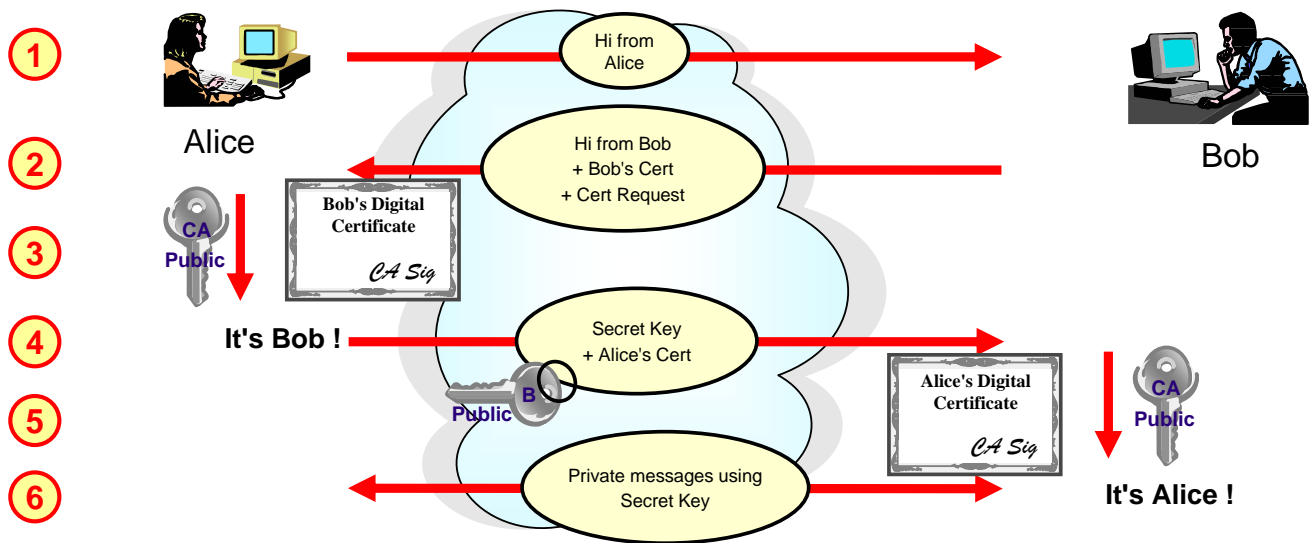 1
Hi from
Alice
Alice
Bob
2
Hi from Bob
+ Bob's Cert
+ Cert Request
CA
Public
Bob's Digital
Certificate
CA Sig
3
It's Bob !
4
Secret Key
+ Alice's Cert
B
Public
Alice's Digital
Certificate
CA Sig
CA
Public
5
It's Alice !
6
Private messages using
Secret Key